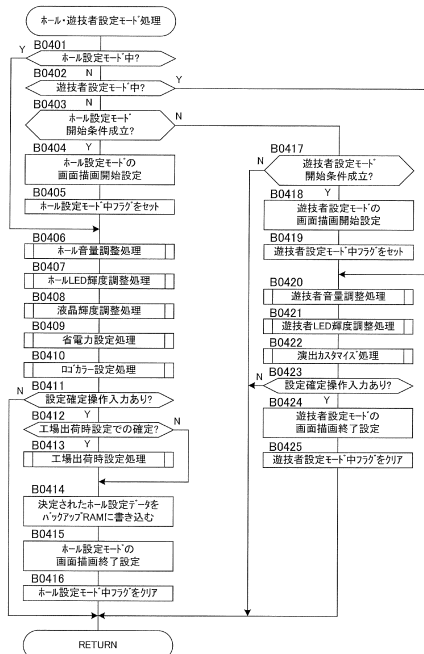 ホール・遊技者設定モード処理
B0401
Y
ホール設定モード中?
B0402
N
遊技者設定モード中?
Y
B0403
N
ホール設定モード
開始条件成立?
N
B0404
Y
ホール設定モードの
画面描画開始設定
B0405
ホール設定モード中フラグをセット
B0406
ホール音量調整処理
B0407
ホールLED輝度調整処理
B0408
液晶輝度調整処理
B0409
省電力設定処理
B0410
ロゴカラー設定処理
B0411
N
設定確定操作入力あり?
B0412
Y
工場出荷時設定での確定?
N
B0413
Y
工場出荷時設定処理
B0414
決定されたホール設定データを
バックアップRAMに書き込む
B0415
ホール設定モードの
画面描画終了設定
B0416
ホール設定モード中フラグをクリア
RETURN
B0417
N
遊技者設定モード
開始条件成立?
B0418
Y
遊技者設定モードの
画面描画開始設定
B0419
遊技者設定モード中フラグをセット
B0420
遊技者音量調整処理
B0421
遊技者LED輝度調整処理
B0422
演出カスタマイズ処理
B0423
N
設定確定操作入力あり?
B0424
Y
遊技者設定モードの
画面描画終了設定
B0425
遊技者設定モード中フラグをクリア